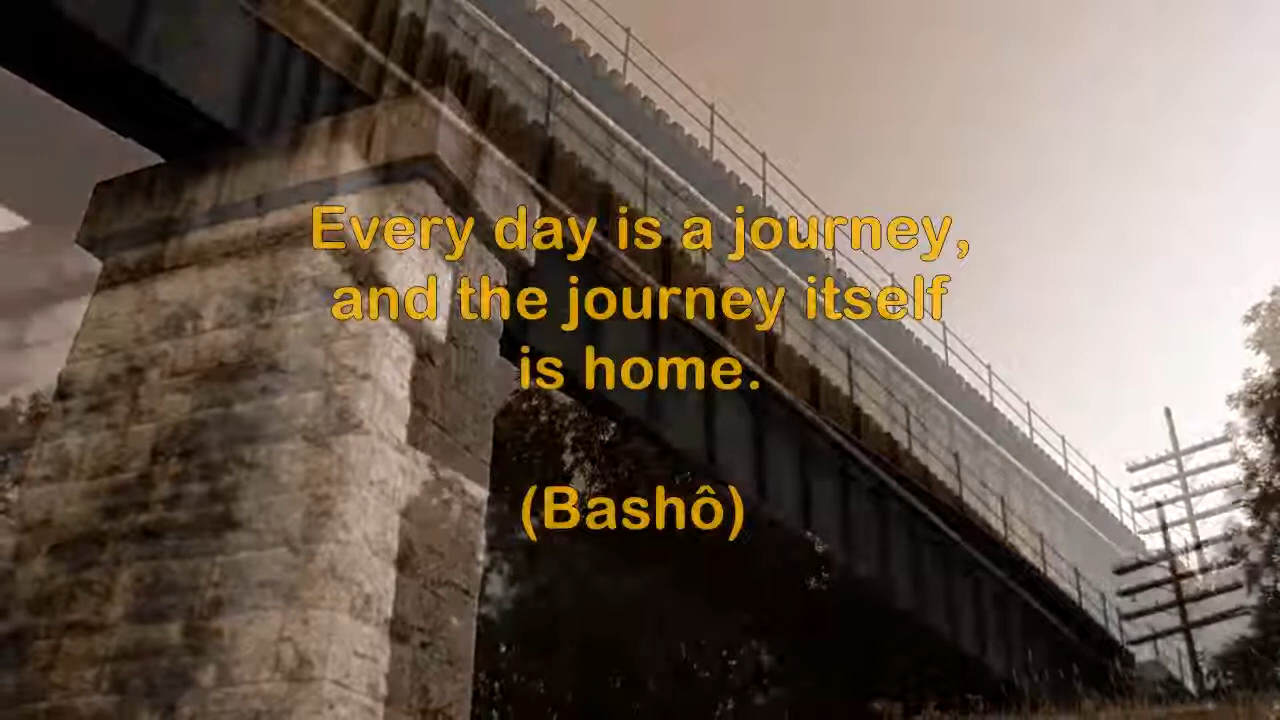 Every day is a journey,
and the journey itself
is home.
(Bashô)